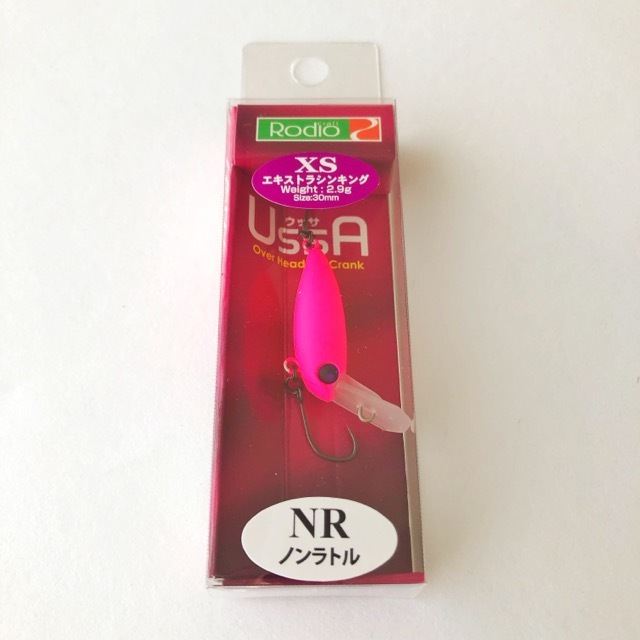 craft
Rodio
XS
エキストラシンキング
Weight : 2.9g
Size:30mm
ウッサ
USSA
Over Head Crank
NR
ノンラトル